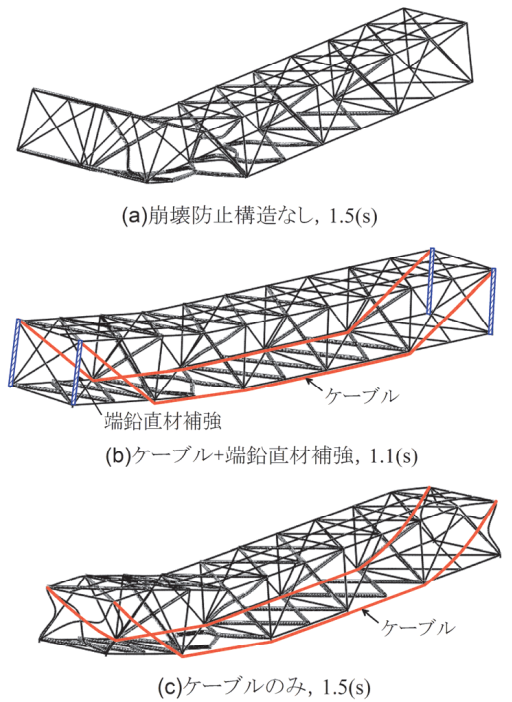 (a)崩壊防止構造なし, 1.5(s)
ケーブル
端鉛直材補強
(b)ケーブル+端鉛直材補強, 1.1(s)
ケーブル
(c)ケーブルのみ, 1.5(s)